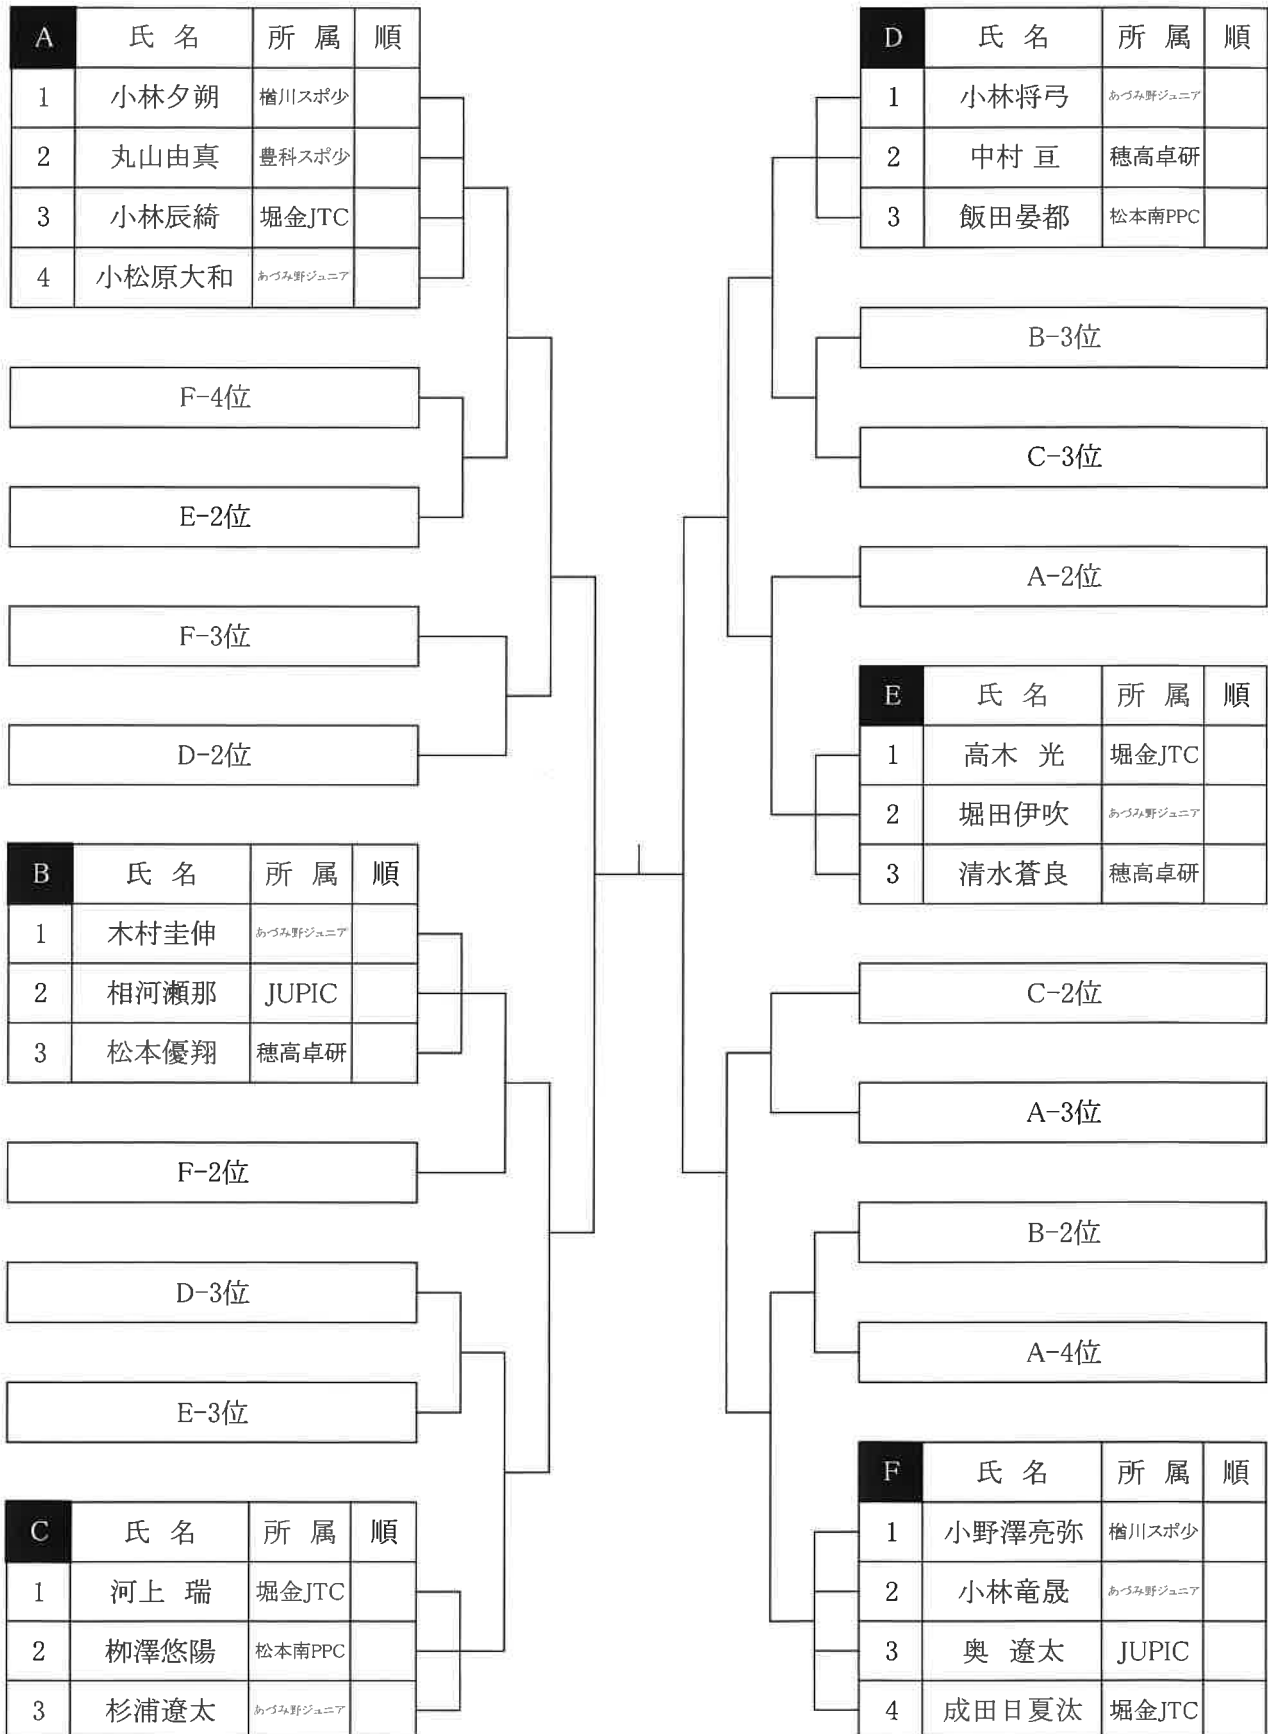 A 氏 名 所 属 順
1 小林夕朔 楢川スポ少
2 丸山由真 豊科スポ少
3 小林辰綺 堀金JTC
4 小松原大和 あづみ野ジュニア
F-4位
E-2位
F-3位
D-2位
B 氏 名 所 属 順
1 木村圭伸 あづみ野ジュニア
2 相河瀬那 JUPIC
3 松本優翔 穂高卓研
F-2位
D-3位
E-3位
C 氏 名 所 属 順
1 河上 瑞 堀金JTC
2 栁澤悠陽 松本南PPC
3 杉浦遼太 あづみ野ジュニア
D 氏 名 所 属 順
1 小林将弓 あづみ野ジュニア
2 中村 亘 穂高卓研
3 飯田晏都 松本南PPC
B-3位
C-3位
A-2位
E 氏 名 所 属 順
1 高木 光 堀金JTC
2 堀田伊吹 あづみ野ジュニア
3 清水蒼良 穂高卓研
C-2位
A-3位
B-2位
A-4位
F 氏 名 所 属 順
1 小野澤亮弥 楢川スポ少
2 小林竜晟 あづみ野ジュニア
3 奥 遼太 JUPIC
4 成田日夏汰 堀金JTC